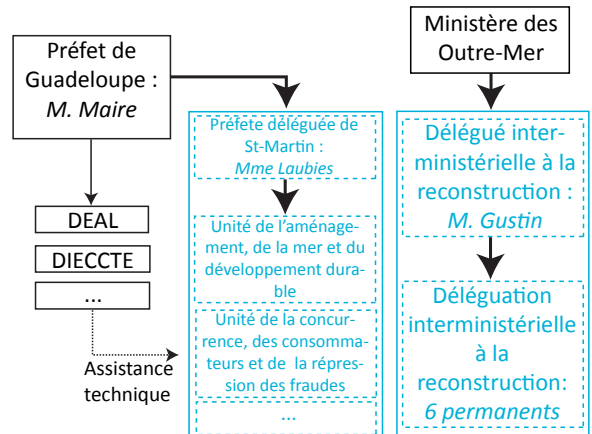 Préfet de
Guadeloupe :
M. Maire
DEAL
DIECCTE
...
Assistance
technique
Préfete déléguée de
St-Martin :
Mme Laubies
Unité de l'aménage-
ment, de la mer et du
développement dura-
ble
Unité de la concur-
rence, des consomma-
teurs et de la répres-
sion des fraudes
...
Ministère des
Outre-Mer
Délégué inter-
ministérielle à la
reconstruction :
M. Gustin
Déléguation
interministérielle
à la
reconstruction:
6 permanents